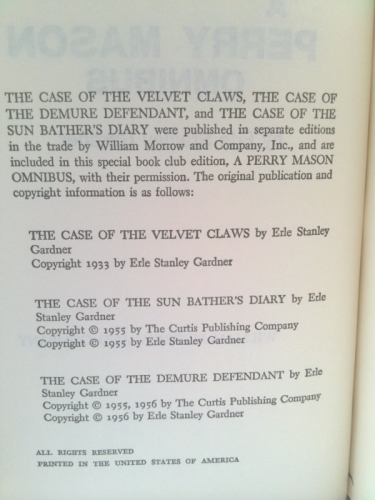 A
PERRY MASON
OMNIBUS
THE CASE OF THE VELVET CLAWS, THE CASE OF
THE DEMURE DEFENDANT, and THE CASE OF THE
SUN BATHER'S DIARY were published in separate editions
in the trade by William Morrow and Company, Inc., and are
included in this special book club edition, A PERRY MASON
OMNIBUS, with their permission. The original publication and
copyright information is as follows:
THE CASE OF THE VELVET CLAWS by Erle Stanley
Gardner
Copyright 1933 by Erle Stanley Gardner
THE CASE OF THE SUN BATHER'S DIARY by Erle
Stanley Gardner
Copyright © 1955 by The Curtis Publishing Company
Copyright © 1955 by Erle Stanley Gardner
THE CASE OF THE DEMURE DEFENDANT by Erle
Stanley Gardner
Copyright © 1955, 1956 by The Curtis Publishing Company
Copyright © 1956 by Erle Stanley Gardner
ALL RIGHTS RESERVED
PRINTED IN THE UNITED STATES OF AMERICA